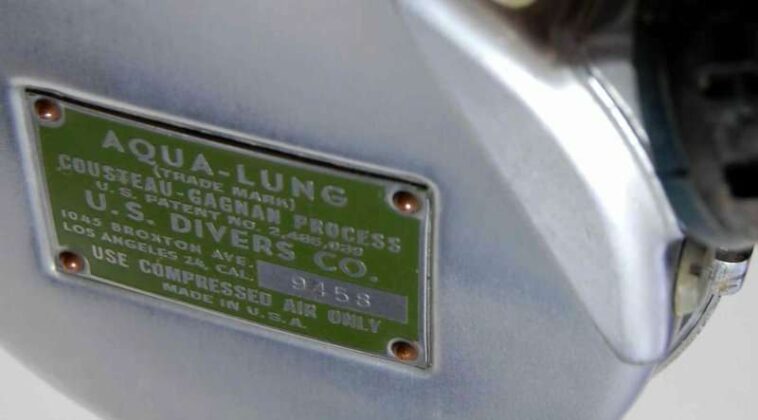 AQUA-LUNG
(TRADE MARK)
COUSTEAU-GAGNAN PROCESS
U.S. PATENT NO. 2,485,039
U.S. DIVERS CO.
1045 BROXTON AVE.
LOS ANGELES 24, CAL. 9458
USE COMPRESSED AIR ONLY
MADE IN U.S.A.